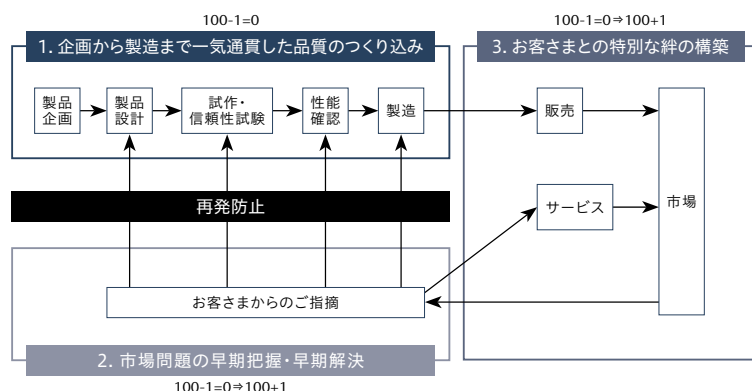 100-1=0
1. 企画から製造まで一気通貫した品質のつくり込み
製品
企画
製品
設計
試作・
信頼性試験
性能
確認
製造
再発防止
お客さまからのご指摘
2. 市場問題の早期把握・早期解決
100-1=0⇒100+1
100-1=0⇒100+1
3. お客さまとの特別な絆の構築
販売
サービス
市場